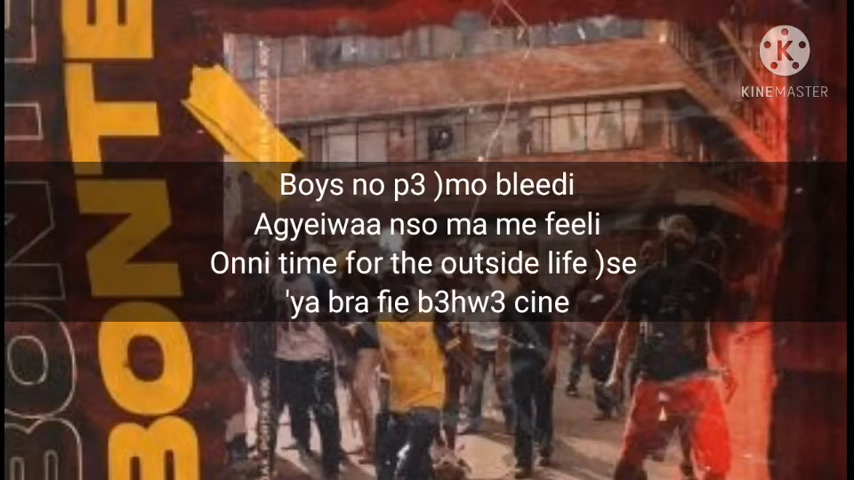 BONTE
BONTE
KINEMASTER
Boys no p3 )mo bleedi
Agyeiwaa nso ma me feeli
Onni time for the outside life )se
'ya bra fie b3hw3 cine